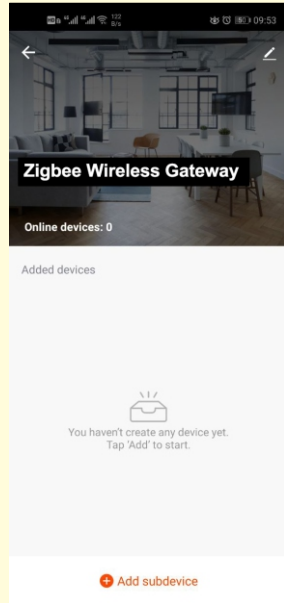 122
B/s
09:53
Zigbee Wireless Gateway
Online devices: 0
Added devices
You haven't create any device yet.
Tap 'Add' to start.
Add subdevice